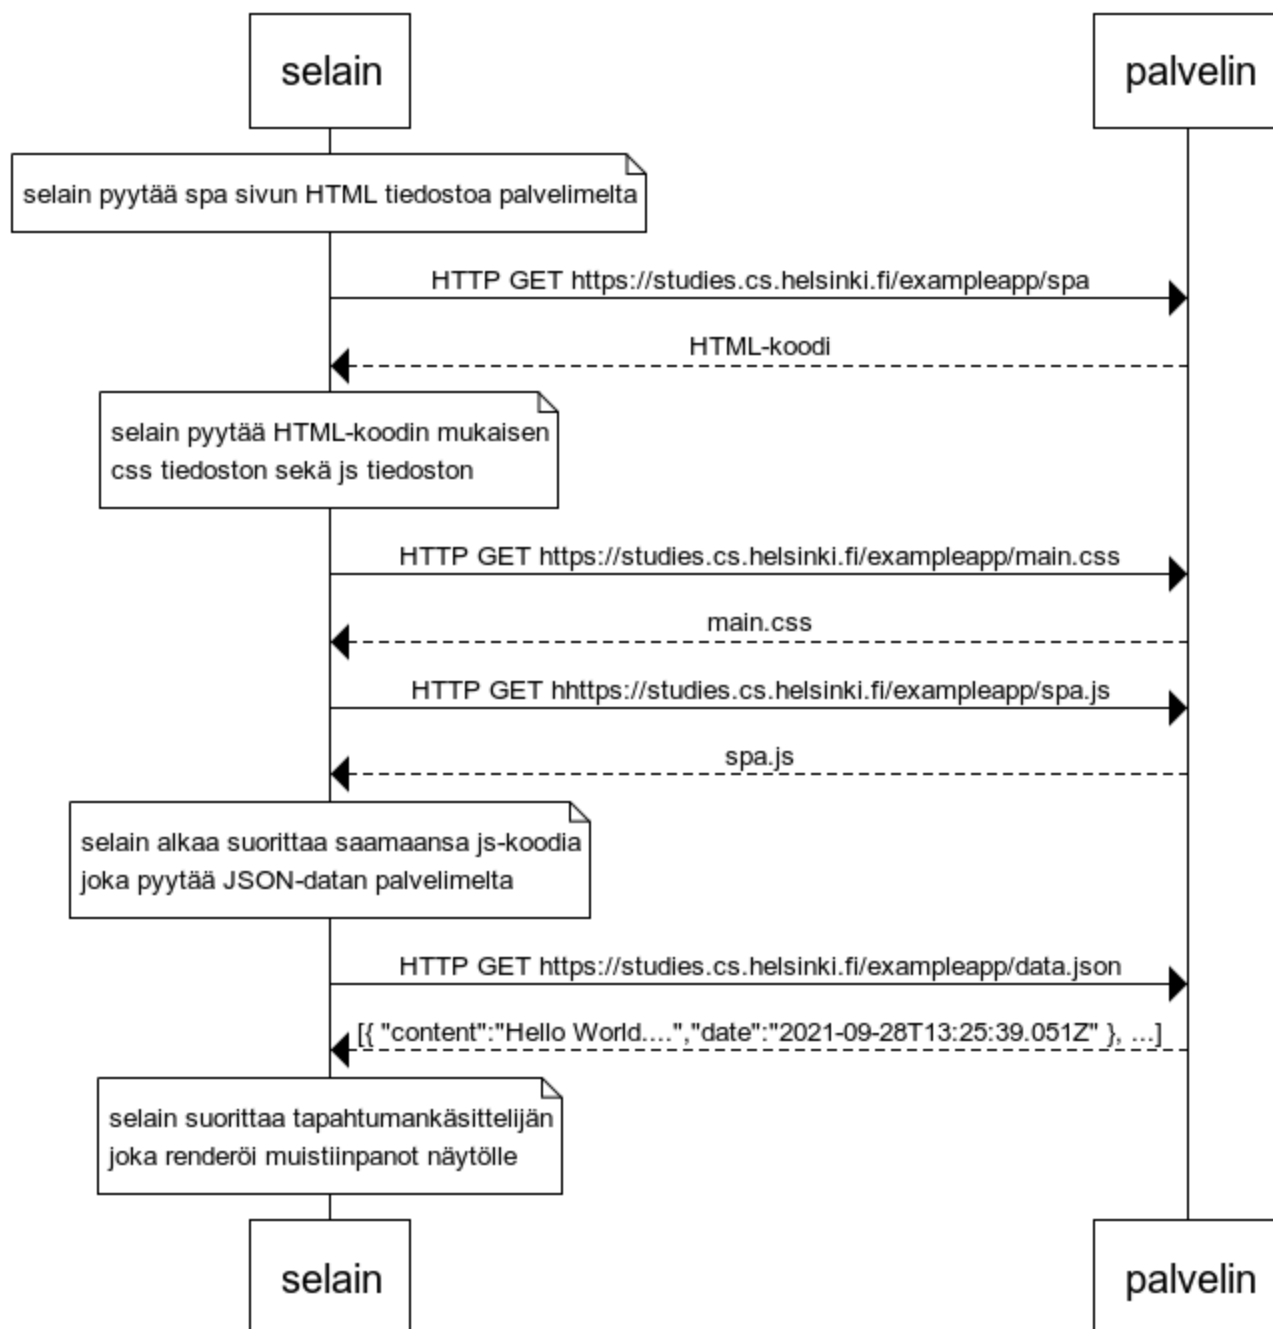 selain
palvelin
selain pyytää spa sivun HTML tiedostoa palvelimelta
HTTP GET https://studies.cs.helsinki.fi/exampleapp/spa
HTML-koodi
selain pyytää HTML-koodin mukaisen
css tiedoston sekä js tiedoston
HTTP GET https://studies.cs.helsinki.fi/exampleapp/main.css
main.css
HTTP GET hhttps://studies.cs.helsinki.fi/exampleapp/spa.js
spa.js
selain alkaa suorittaa saamaansa js-koodia
joka pyytää JSON-datan palvelimelta
HTTP GET https://studies.cs.helsinki.fi/exampleapp/data.json
[{ "content":"Hello World....","date":"2021-09-28T13:25:39.051Z" }, ...]
selain suorittaa tapahtumankäsittelijän
joka renderöi muistiinpanot näytölle
selain
palvelin